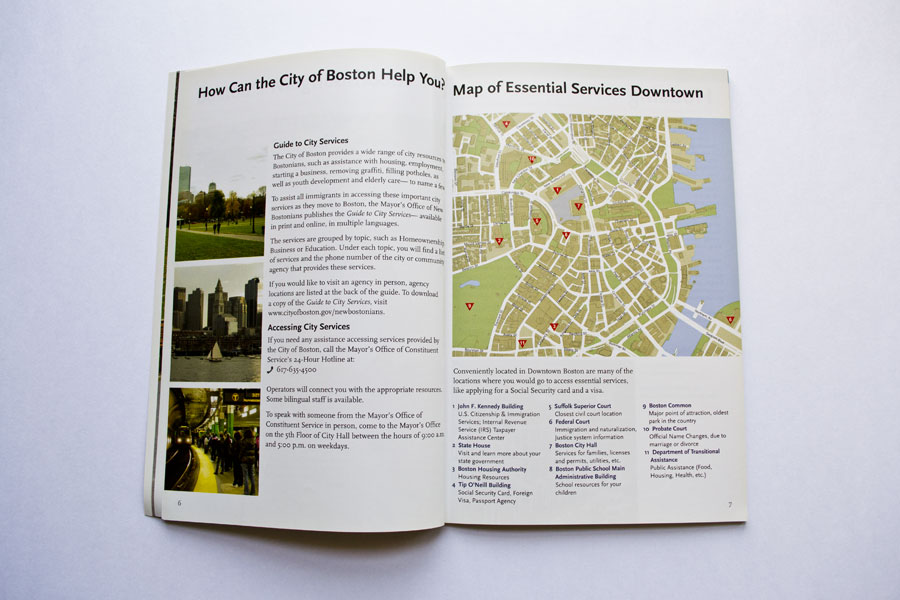 How Can the City of Boston Help You?
Guide to City Services
The City of Boston provides a wide range of city resources to
Bostonians, such as assistance with housing, employment,
starting a business, removing graffiti, filling potholes, as
well as youth development and elderly care— to name a few.
To assist all immigrants in accessing these important city
services as they move to Boston, the Mayor's Office of New
Bostonians publishes the Guide to City Services— available
in print and online, in multiple languages.
The services are grouped by topic, such as Homeownership,
Business or Education. Under each topic, you will find a
of services and the phone number of the city or community
agency that provides these services.
If you would like to visit an agency in person, agency
locations are listed at the back of the guide. To download
a copy of the Guide to City Services, visit
www.cityofboston.gov/newbostonians.
Accessing City Services
If you need any assistance accessing services provided by
the City of Boston, call the Mayor's Office of Constituent
Service's 24-Hour Hotline at:
617-635-4500
Operators will connect you with the appropriate resources.
Some bilingual staff is available.
To speak with someone from the Mayor's Office of
Constituent Service in person, come to the Mayor's Office
on the 5th Floor of City Hall between the hours of 9:00 a.m
and 5:00 p.m. on weekdays.
6
Map of Essential Services Downtown
Conveniently located in Downtown Boston are many of the
locations where you would go to access essential services,
like applying for a Social Security card and a visa.
1 John F. Kennedy Building
U.S. Citizenship & Immigration
Services; Internal Revenue
Service (IRS) Taxpayer
Assistance Center
2 State House
Visit and learn more about your
state government
3 Boston Housing Authority
Housing Resources
4 Tip O'Neill Building
Social Security Card, Foreign
Visa, Passport Agency
5 Suffolk Superior Court
Closest civil court location
6 Federal Court
Immigration and naturalization,
Justice system information
7 Boston City Hall
Services for families, licenses
and permits, utilities, etc.
8 Boston Public School Main
Administrative Building
School resources for your
children
9 Boston Common
Major point of attraction, oldest
park in the country
10 Probate Court
Official Name Changes, due to
marriage or divorce
11 Department of Transitional
Assistance
Public Assistance (Food,
Housing, Health, etc.)
7